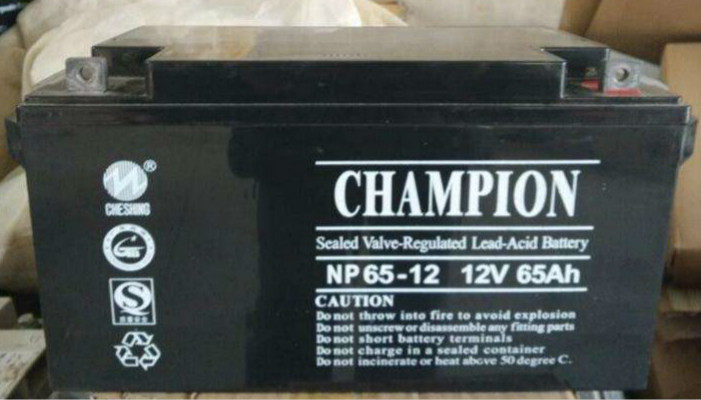 ®
CHESHING
CHAMPION
Sealed Valve-Regulated Lead-Acid Battery
NP65-12 12V 65Ah
CAUTION
Do not throw into fire to avoid explosion
Do not unscrew or disassemble any fitting parts
Do not short battery terminals
Do not charge in a sealed container
Do not incinerate or heat above 50 degree C.